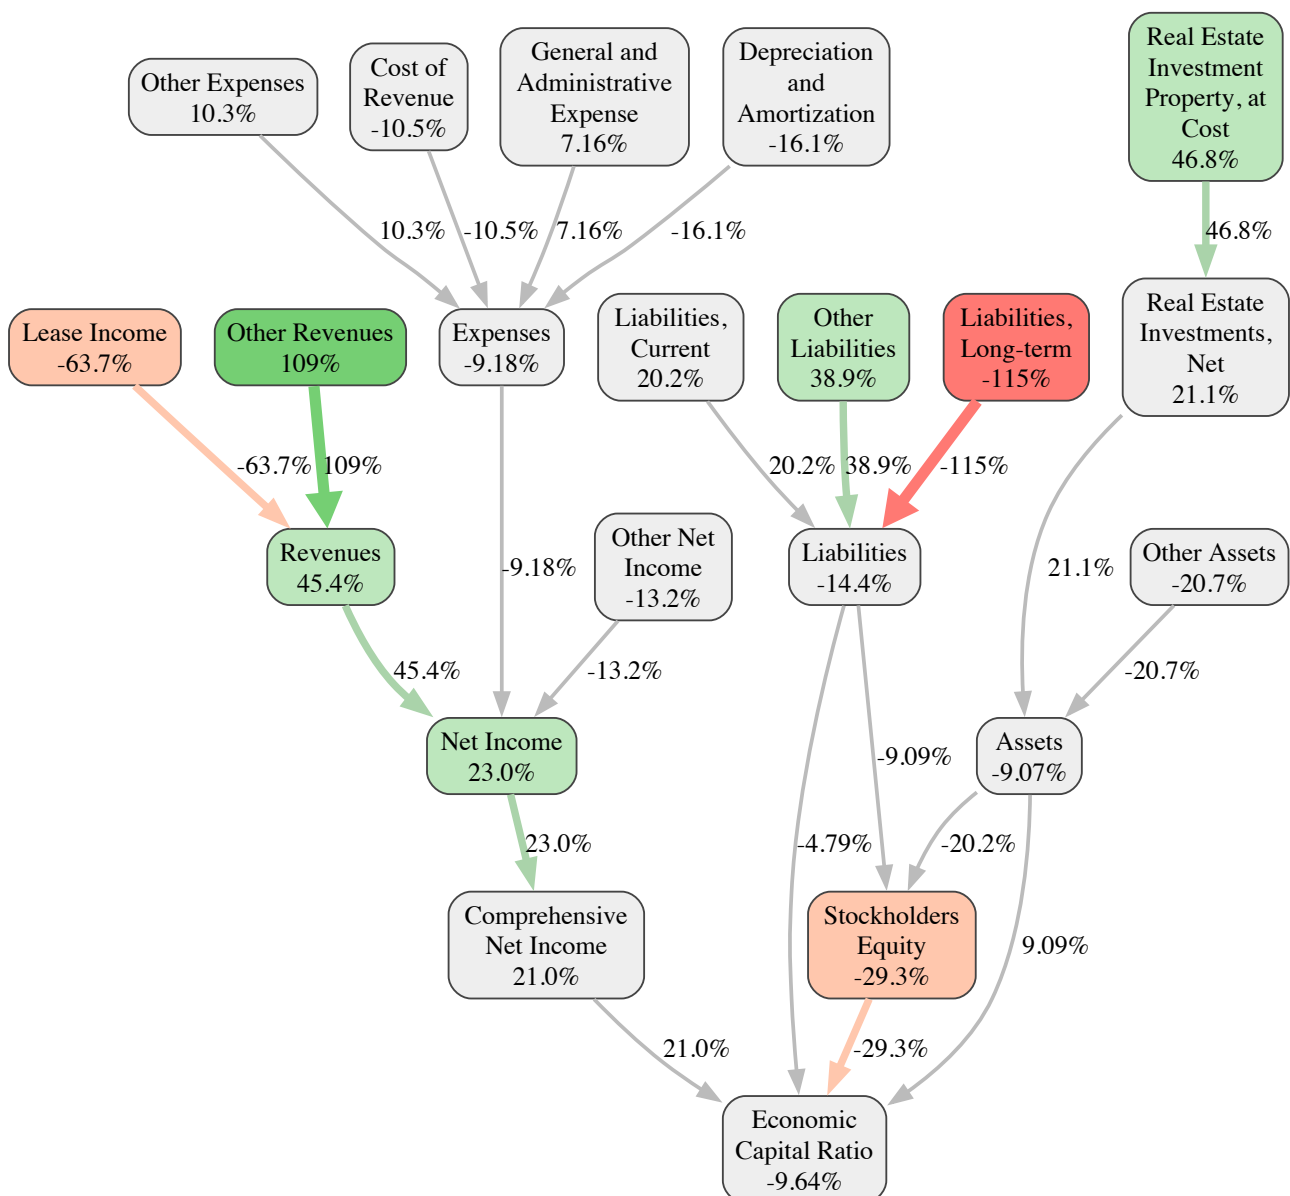 Other Expenses
10.3%
Cost of
Revenue
-10.5%
General and
Administrative
Expense
7.16%
Depreciation
and
Amortization
-16.1%
Real Estate
Investment
Property, at
Cost
46.8%
10.3%
-10.5%
7.16%
-16.1%
46.8%
Lease Income
-63.7%
Other Revenues
109%
Expenses
-9.18%
Liabilities,
Current
20.2%
Other
Liabilities
38.9%
Liabilities,
Long-term
-115%
Real Estate
Investments,
Net
21.1%
-63.7%
109%
20.2%
38.9%
-115%
Revenues
45.4%
-9.18%
Other Net
Income
-13.2%
Liabilities
-14.4%
21.1%
Other Assets
-20.7%
45.4%
-13.2%
-20.7%
Net Income
23.0%
-9.09%
Assets
-9.07%
23.0%
-4.79%
-20.2%
Comprehensive
Net Income
21.0%
Stockholders
Equity
-29.3%
9.09%
21.0%
-29.3%
Economic
Capital Ratio
-9.64%